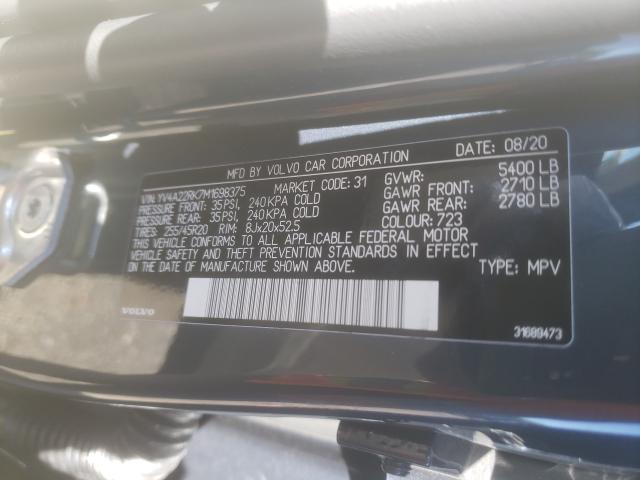 MFD BY VOLVO CAR CORPORATION DATE: 08/20
VIN: YV4A22RK7M1698375 MARKET CODE: 31 GVWR: 5400 LB
PRESSURE FRONT: 35PSI, 240KPA COLD GAWR FRONT: 2710 LB
PRESSURE REAR: 35PSI, 240 KPA COLD GAWR REAR: 2780 LB
TIRES: 255/45R20 RIM: 8Jx20x52.5 COLOUR: 723
THIS VEHICLE CONFORMS TO ALL APPLICABLE FEDERAL MOTOR
VEHICLE SAFETY AND THEFT PREVENTION STANDARDS IN EFFECT
ON THE DATE OF MANUFACTURE SHOWN ABOVE. TYPE: MPV
VOLVO 31689473